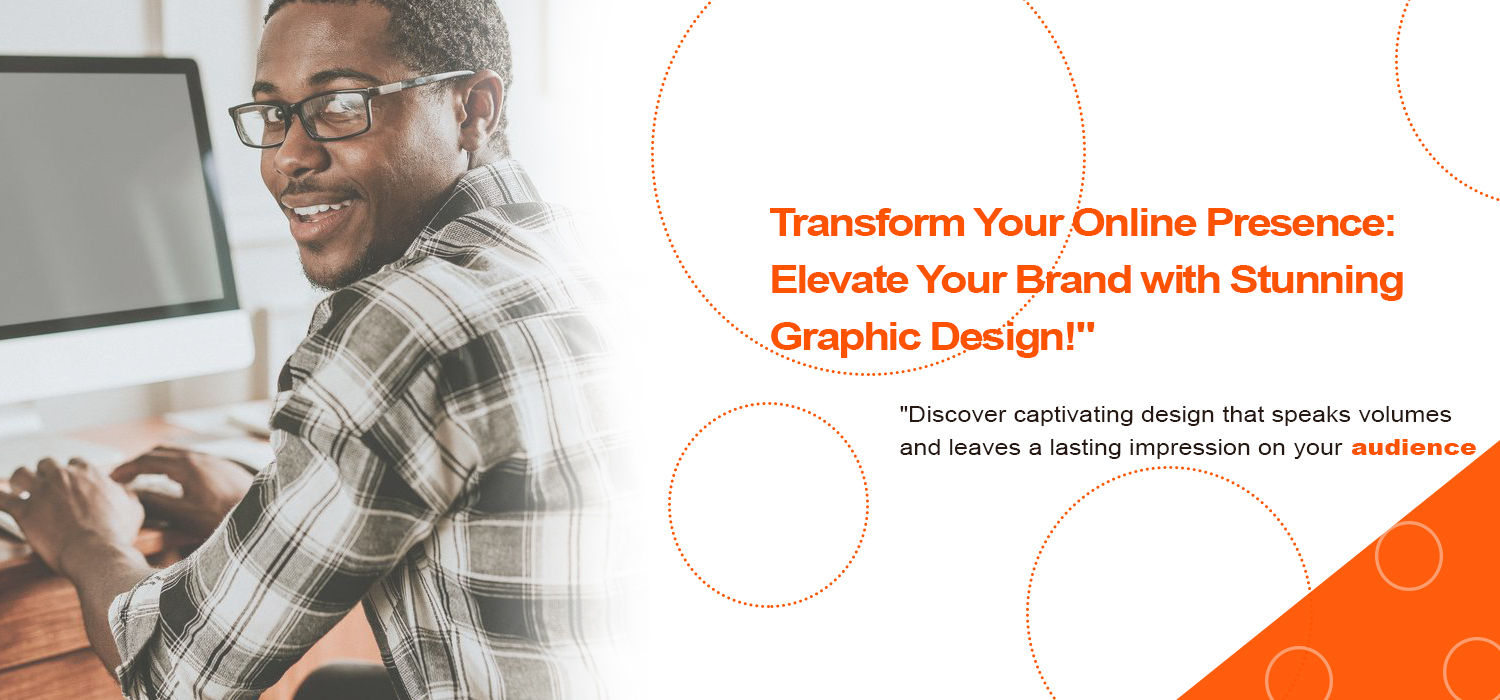 Transform Your Online Presence:
Elevate Your Brand with Stunning
Graphic Design!"
"Discover captivating design that speaks volumes
and leaves a lasting impression on your audience